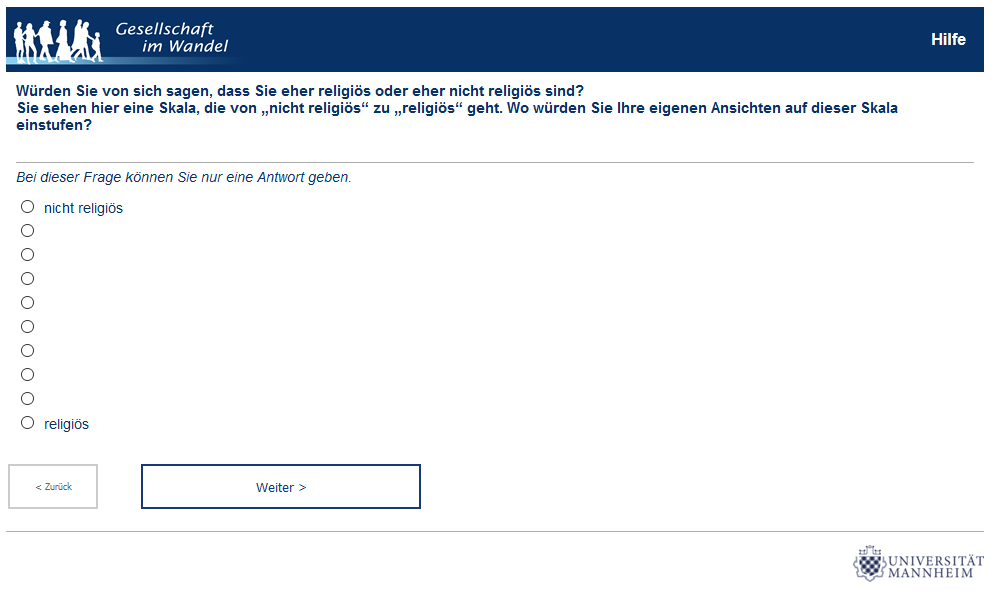 Gesellschaft
im Wandel
Hilfe
Würden Sie von sich sagen, dass Sie eher religiös oder eher nicht religiös sind?
Sie sehen hier eine Skala, die von „nicht religiös“ zu „religiös“ geht. Wo würden Sie Ihre eigenen Ansichten auf dieser Skala
einstufen?
Bei dieser Frage können Sie nur eine Antwort geben.
nicht religiös
religiös
< Zurück
Weiter >
UNIVERSITÄT
MANNHEIM